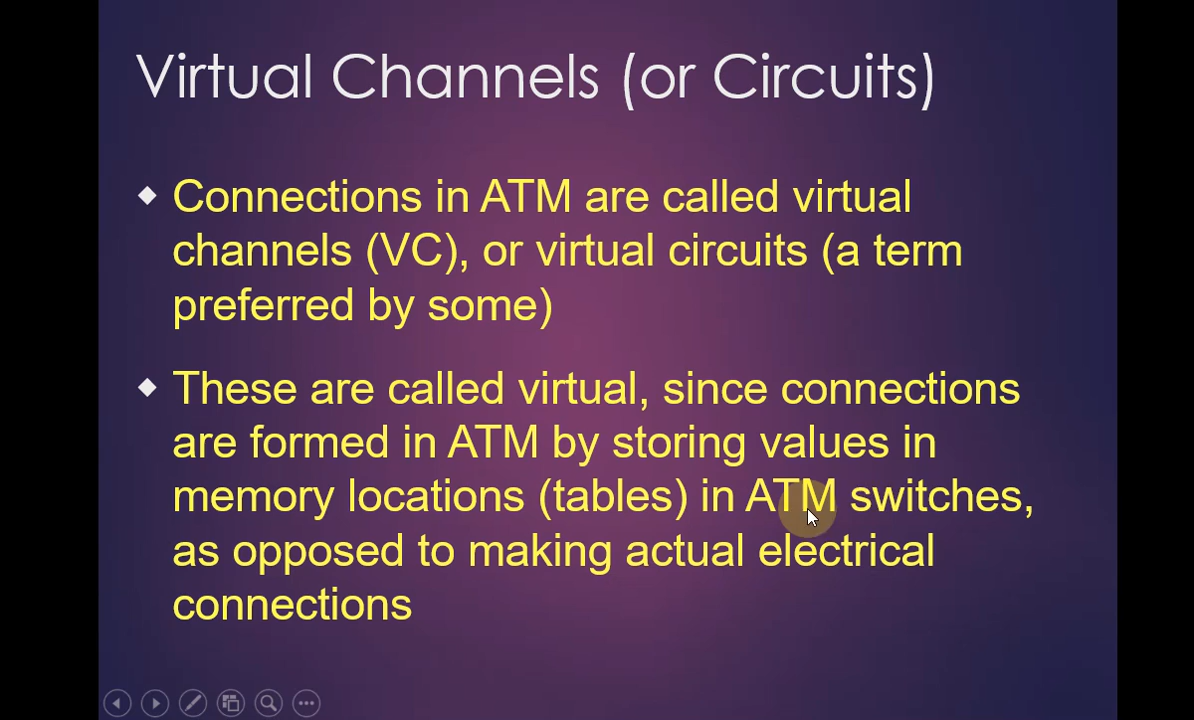 Virtual Channels (or Circuits)
Connections in ATM are called virtual
channels (VC), or virtual circuits (a term
preferred by some)
These are called virtual, since connections
are formed in ATM by storing values in
memory locations (tables) in ATM switches,
as opposed to making actual electrical
connections